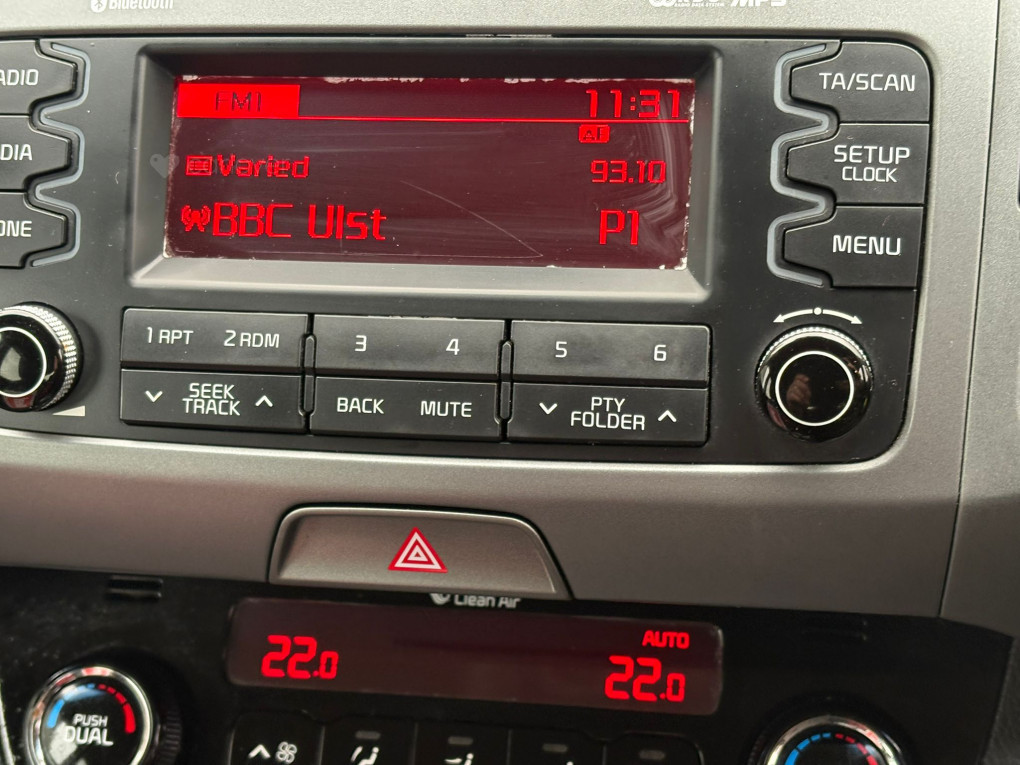 Bluetooth MP3
ADIO FM1 11:31 TA/SCAN
AF
DIA Varied 93.10 SETUP
CLOCK
ONE BBC Ulst P1 MENU
1 RPT 2 RDM 3 4 5 6
SEEK
TRACK BACK MUTE PTY
FOLDER
Clean Air
22.0 AUTO
22.0
PUSH
DUAL